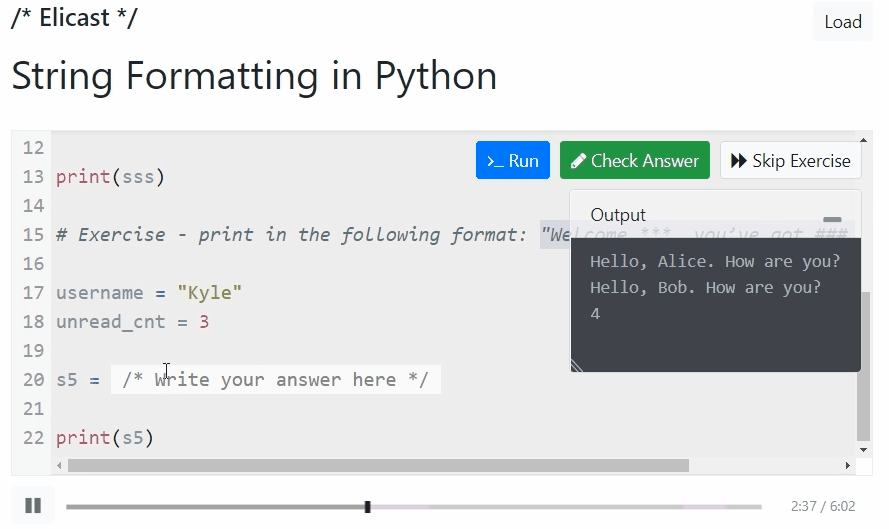 /* Elicast */
Load
String Formatting in Python
12
>_ Run
Check Answer
Skip Exercise
13 print(sss)
14
Output
15 # Exercise - print in the following format: "Welcome ***, you've got ###
16
Hello, Alice. How are you?
Hello, Bob. How are you?
4
17 username = "Kyle"
18 unread_cnt = 3
19
20 s5 = /* Write your answer here */
21
22 print(s5)
2:37 / 6:02